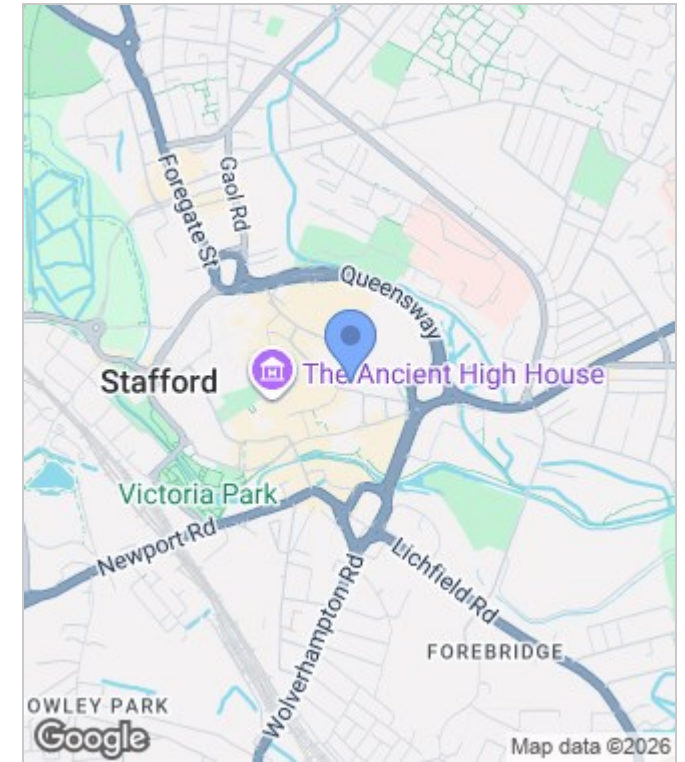 Foregate St
Gaol Rd
Queensway
Stafford
The Ancient High House
Victoria Park
Newport Rd
Lichfield Rd
Wolverhampton Rd
FOREBRIDGE
OWLEY PARK
Google
Map data ©2026